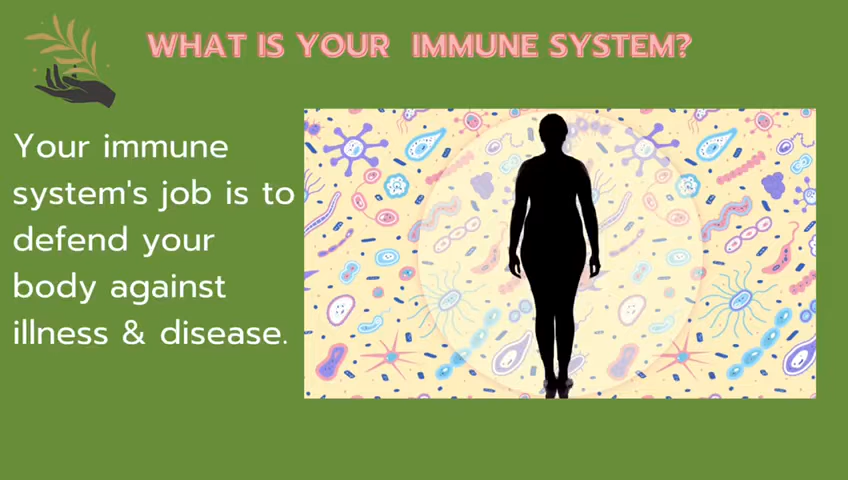 WHAT IS YOUR IMMUNE SYSTEM?
Your immune
system's job is to
defend your
body against
illness & disease.